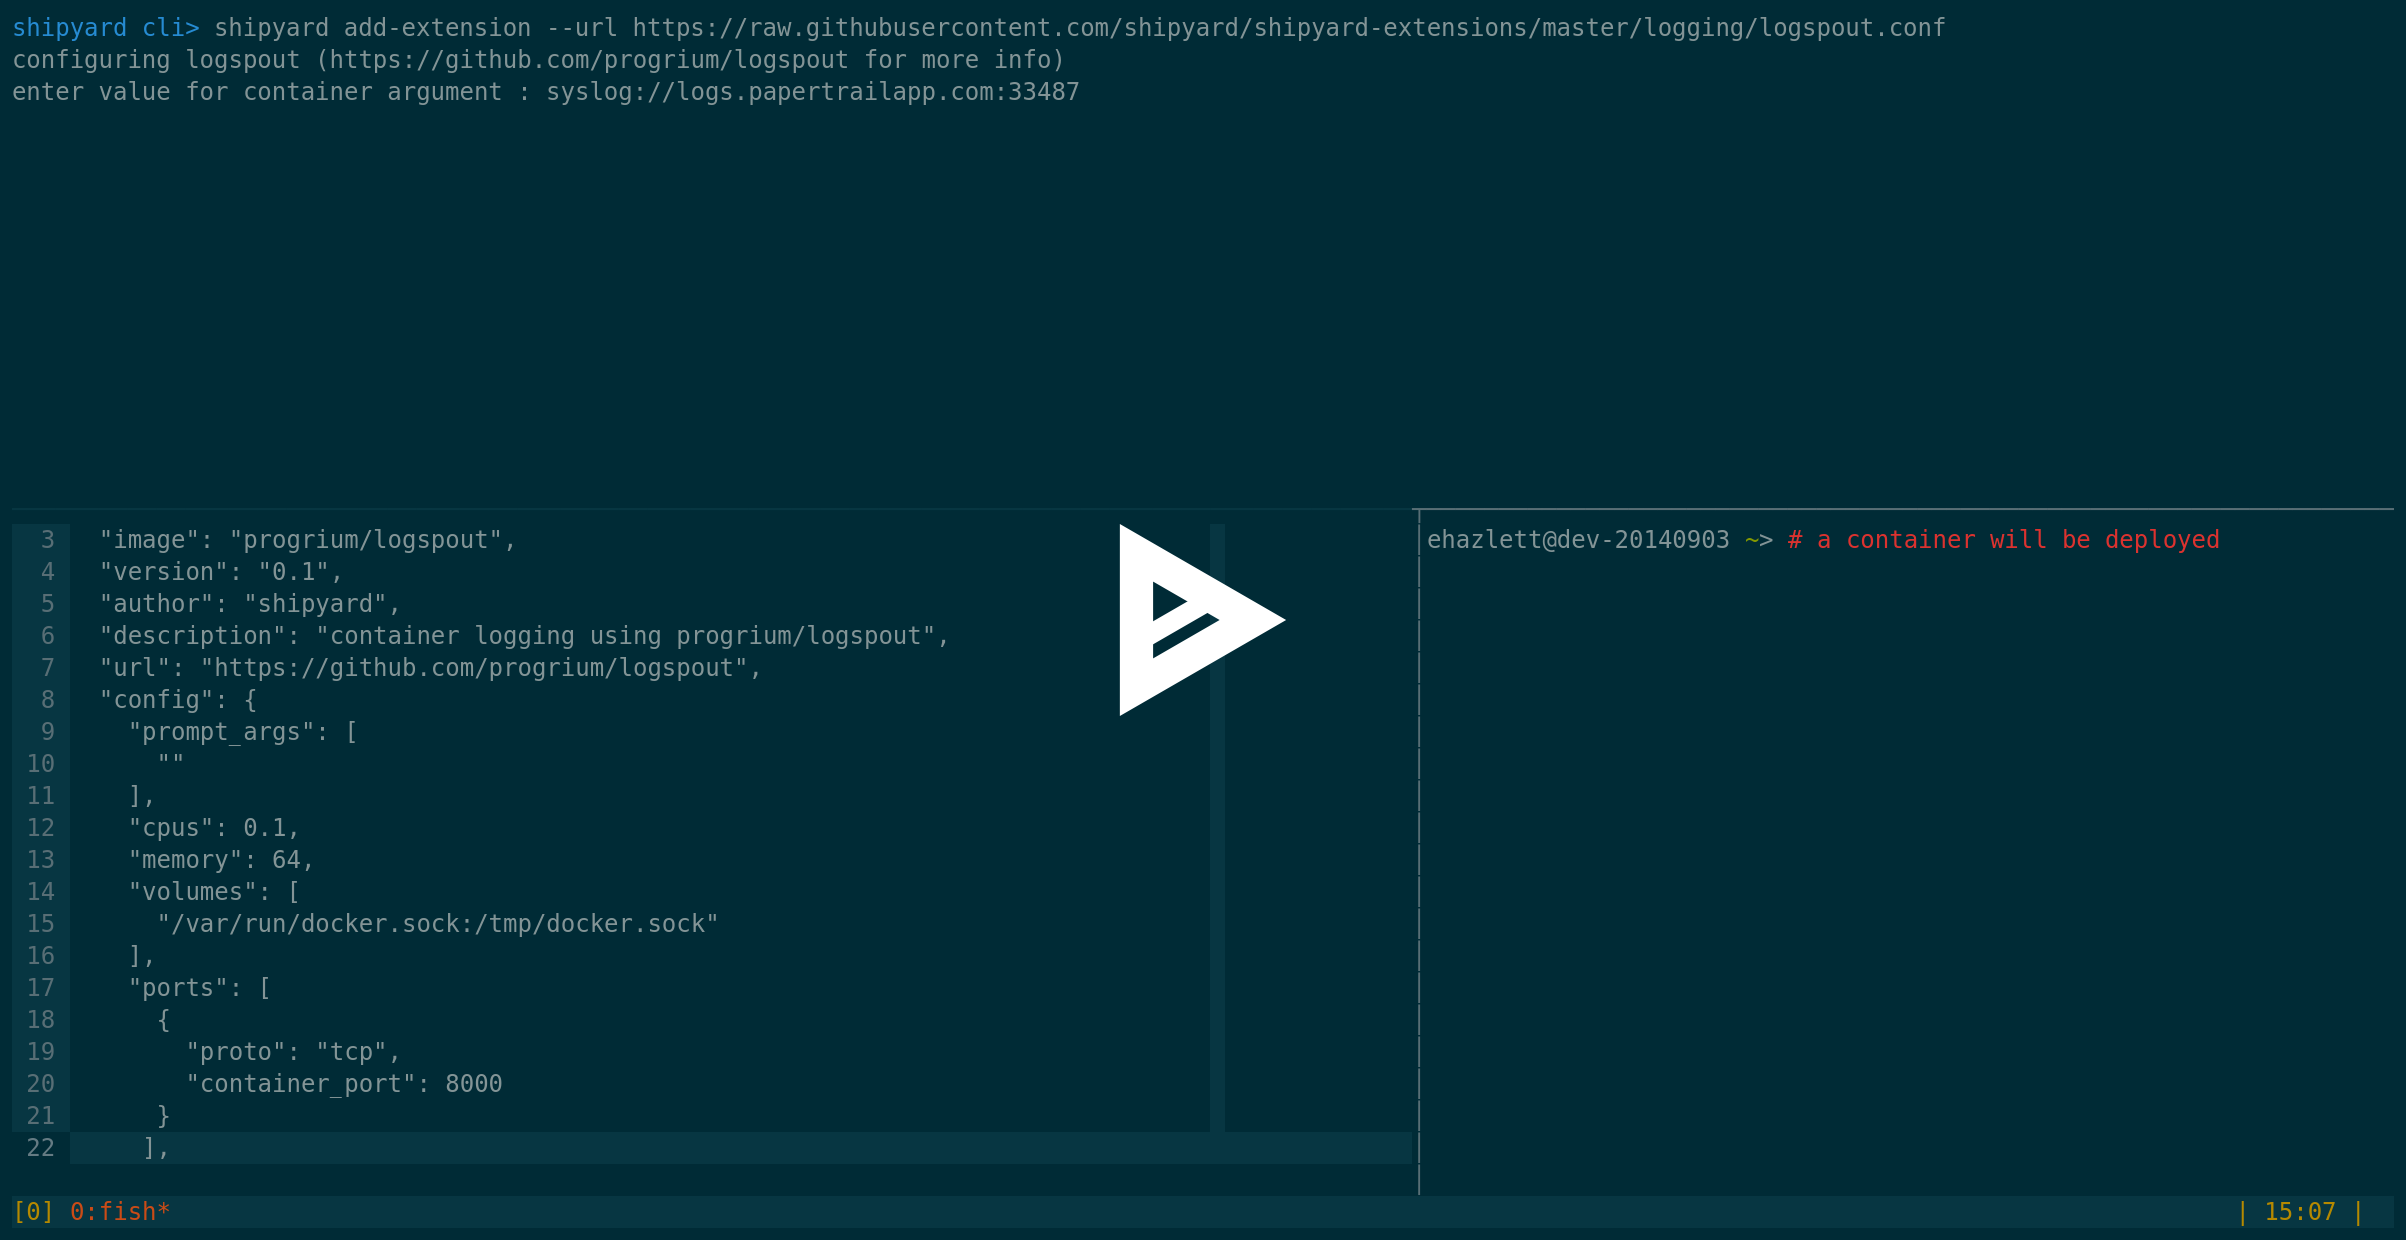 shipyard cli> shipyard add-extension --url https://raw.githubusercontent.com/shipyard/shipyard-extensions/master/logging/logspout.conf
configuring logspout (https://github.com/progrium/logspout for more info)
enter value for container argument : syslog://logs.papertrailapp.com:33487
3   "image": "progrium/logspout",
4   "version": "0.1",
5   "author": "shipyard",
6   "description": "container logging using progrium/logspout",
7   "url": "https://github.com/progrium/logspout",
8   "config": {
9     "prompt_args": [
10       ""
11     ],
12     "cpus": 0.1,
13     "memory": 64,
14     "volumes": [
15       "/var/run/docker.sock:/tmp/docker.sock"
16     ],
17     "ports": [
18       {
19         "proto": "tcp",
20         "container_port": 8000
21       }
22      ],
ehazlett@dev-20140903 ~> # a container will be deployed
[0] 0:fish* | 15:07 |